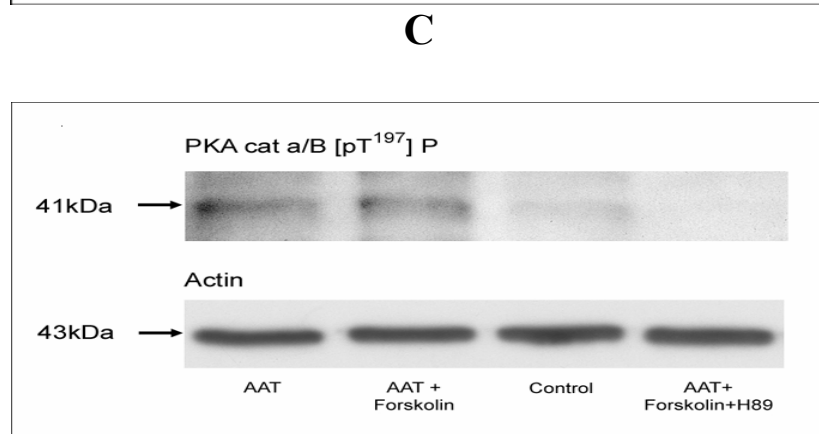 C
PKA cat a/B [pT¹⁹⁷] P
41kDa
Actin
43kDa
AAT
AAT +
Forskolin
Control
AAT+
Forskolin+H89